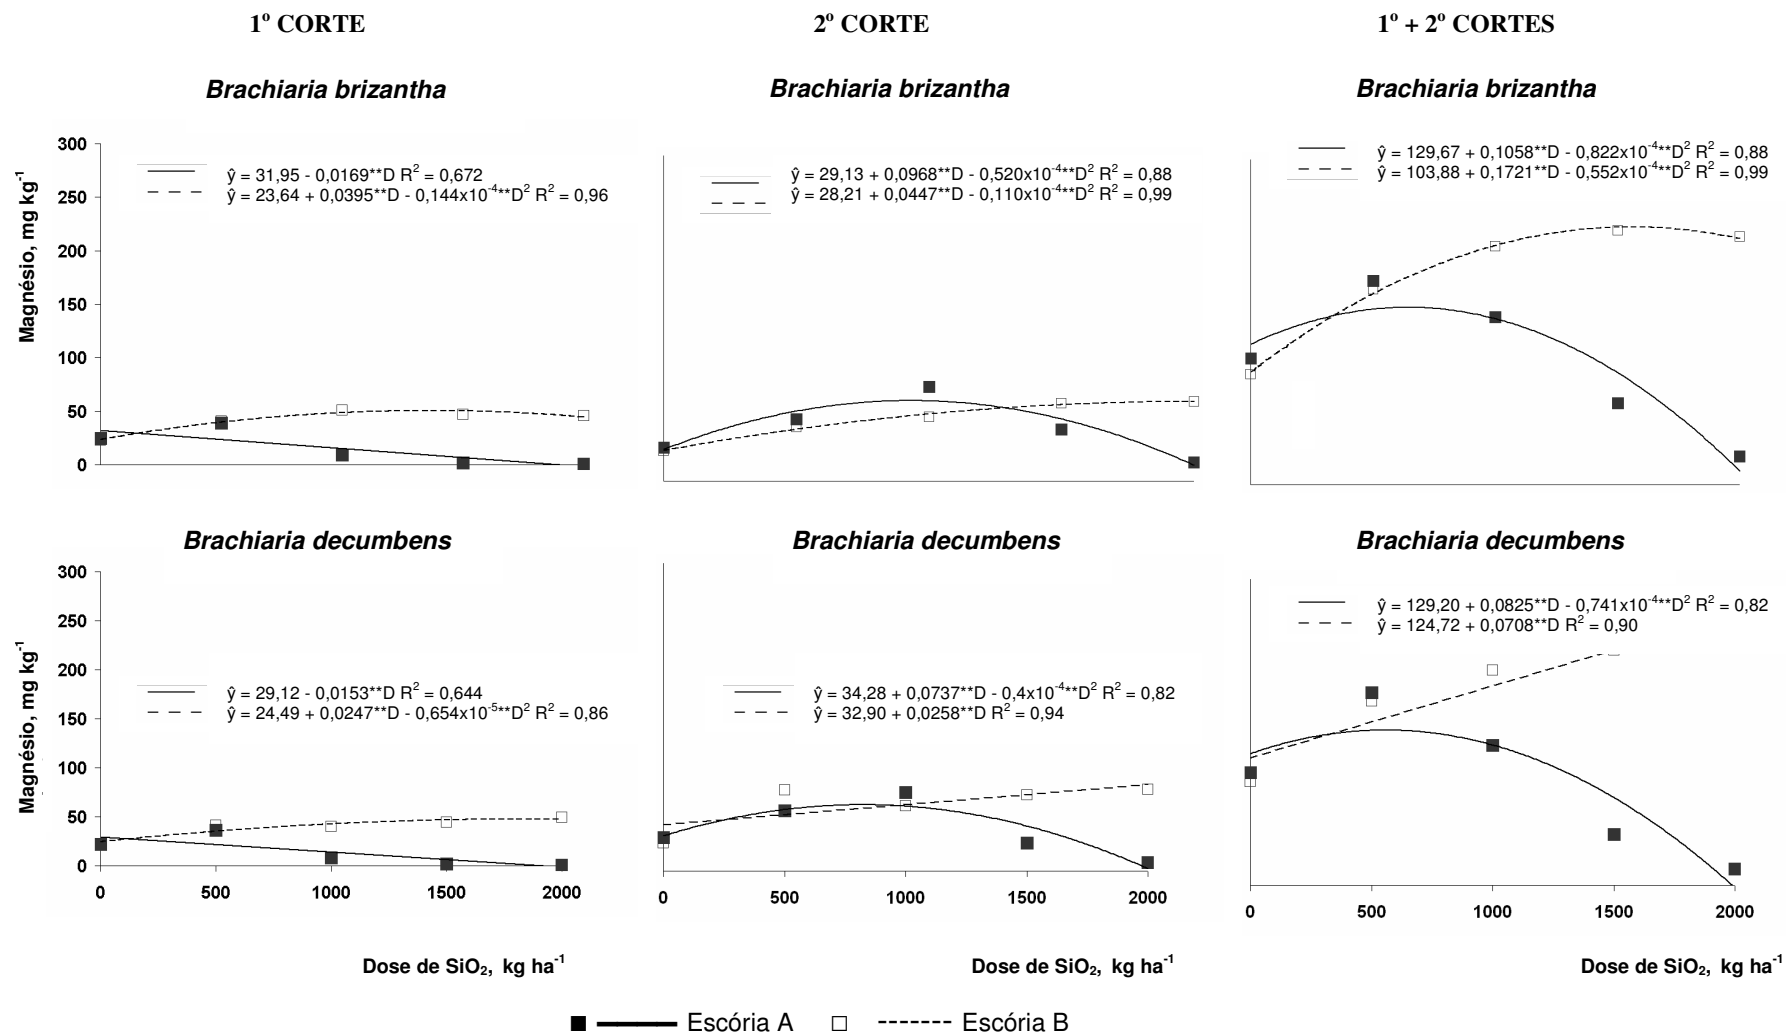 1º CORTE
2º CORTE
1º + 2º CORTES
Brachiaria brizantha
Brachiaria brizantha
Brachiaria brizantha
Magnésio, mg kg-1
300
250
200
150
100
50
0
ŷ = 31,95 - 0,0169**D R² = 0,672
ŷ = 23,64 + 0,0395**D - 0,144x10-4**D² R² = 0,96
ŷ = 29,13 + 0,0968**D - 0,520x10-4**D² R² = 0,88
ŷ = 28,21 + 0,0447**D - 0,110x10-4**D² R² = 0,99
ŷ = 129,67 + 0,1058**D - 0,822x10-4**D² R² = 0,88
ŷ = 103,88 + 0,1721**D - 0,552x10-4**D² R² = 0,99
Brachiaria decumbens
Brachiaria decumbens
Brachiaria decumbens
Magnésio, mg kg-1
300
250
200
150
100
50
0
ŷ = 29,12 - 0,0153**D R² = 0,644
ŷ = 24,49 + 0,0247**D - 0,654x10-5**D² R² = 0,86
ŷ = 34,28 + 0,0737**D - 0,4x10-4**D² R² = 0,82
ŷ = 32,90 + 0,0258**D R² = 0,94
ŷ = 129,20 + 0,0825**D - 0,741x10-4**D² R² = 0,82
ŷ = 124,72 + 0,0708**D R² = 0,90
0 500 1000 1500 2000
0 500 1000 1500 2000
0 500 1000 1500 2000
Dose de SiO₂, kg ha-1
Dose de SiO₂, kg ha-1
Dose de SiO₂, kg ha-1
Escória A
Escória B